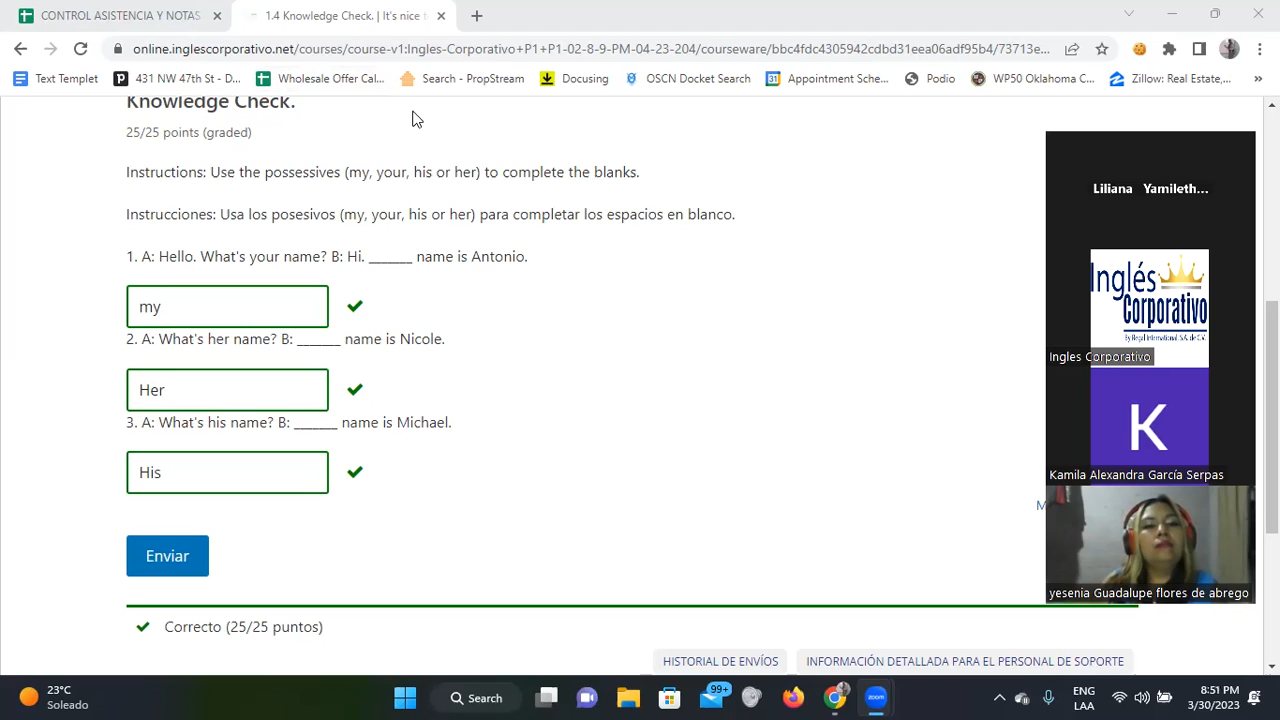 CONTROL ASISTENCIA Y NOTAS
1.4 Knowledge Check. | It's nice t
online.inglescorporativo.net/courses/course-v1:Ingles-Corporativo+P1+P1-02-8-9-PM-04-23-204/courseware/bbc4fdc4305942cdbd31eea06adf95b4/73713e...
Text Templet
431 NW 47th St - D...
Wholesale Offer Cal...
Search - PropStream
Docusing
OSCN Docket Search
Appointment Sche...
Podio
WP50 Oklahoma C...
Zillow: Real Estate,...
Knowledge Check.
25/25 points (graded)
Instructions: Use the possessives (my, your, his or her) to complete the blanks.
Instrucciones: Usa los posesivos (my, your, his or her) para completar los espacios en blanco.
1. A: Hello. What's your name? B: Hi. ______ name is Antonio.
my
2. A: What's her name? B: ______ name is Nicole.
Her
3. A: What's his name? B: ______ name is Michael.
His
Enviar
Correcto (25/25 puntos)
HISTORIAL DE ENVÍOS
INFORMACIÓN DETALLADA PARA EL PERSONAL DE SOPORTE
Liliana Yamileth...
Inglés
Corporativo
By Regal International, S.A. de C.V.
Ingles Corporativo
K
Kamila Alexandra García Serpas
yesenia Guadalupe flores de abrego
23°C
Soleado
Search
99+
zoom
ENG
LAA
8:51 PM
3/30/2023